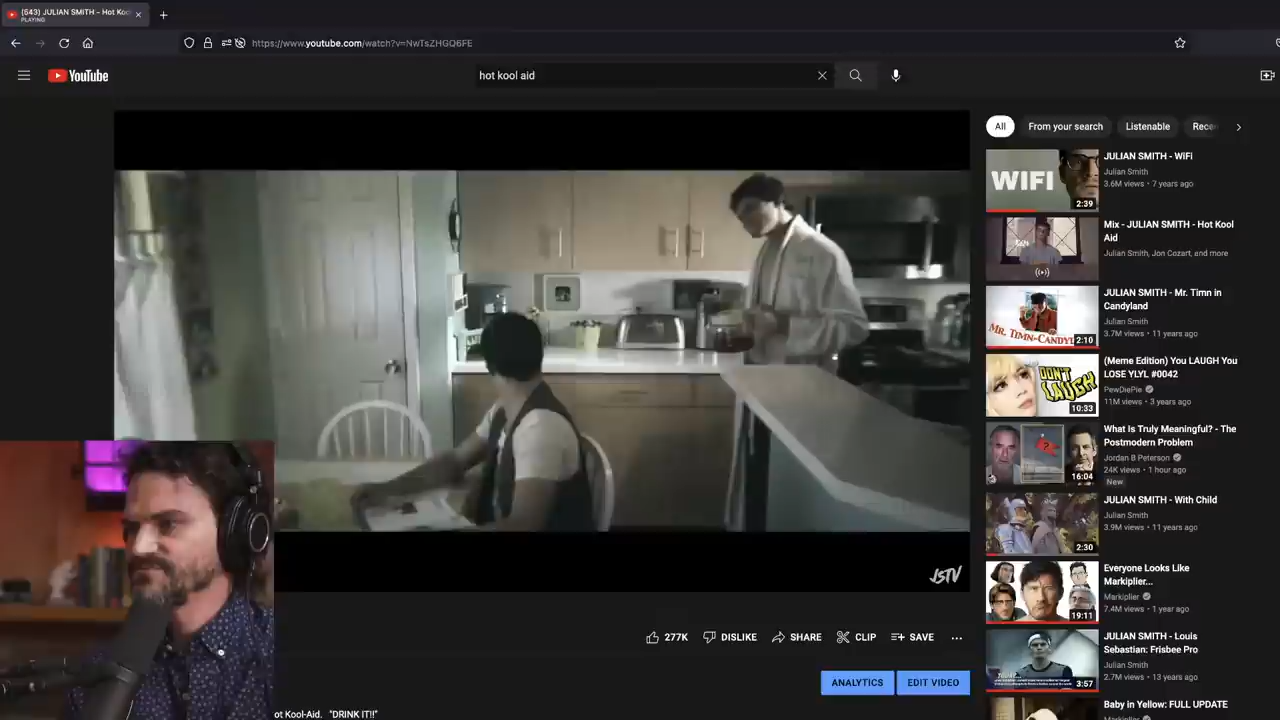 (643) JULIAN SMITH - Hot Koo
PLAYING
https://www.youtube.com/watch?v=NwTsZHGQ6FE
YouTube
hot kool aid
All
From your search
Listenable
Rece
WIFI
2:39
JULIAN SMITH - WiFi
Julian Smith
3.6M views • 7 years ago
Mix - JULIAN SMITH - Hot Kool
Aid
Julian Smith, Jon Cozart, and more
MR. TIMN-CANDYL
2:10
JULIAN SMITH - Mr. Timn in
Candyland
Julian Smith
3.7M views • 11 years ago
DON'T
LAUGH
10:33
(Meme Edition) You LAUGH You
LOSE YLYL #0042
PewDiePie
11M views • 3 years ago
16:04
What Is Truly Meaningful? - The
Postmodern Problem
Jordan B Peterson
24K views • 1 hour ago
New
2:30
JULIAN SMITH - With Child
Julian Smith
3.9M views • 11 years ago
19:11
Everyone Looks Like
Markiplier...
Markiplier
7.4M views • 1 year ago
3:57
JULIAN SMITH - Louis
Sebastian: Frisbee Pro
Julian Smith
2.7M views • 13 years ago
Baby in Yellow: FULL UPDATE
Markiplier
JSTV
277K
DISLIKE
SHARE
CLIP
SAVE
ANALYTICS
EDIT VIDEO
ot Kool-Aid. "DRINK IT!!"